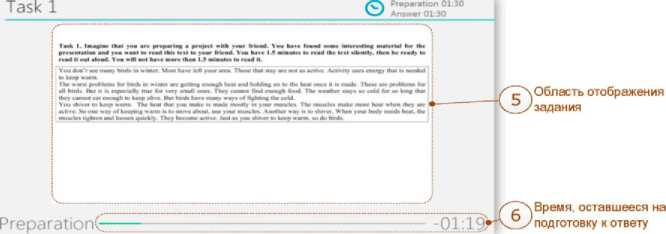 Task 1
Preparation 01:30
Answer 01:30
Task 1. Imagine that you are preparing a project with your friend. You have found some interesting material for the
presentation and you want to read this text to your friend. You have 1.5 minutes to read the text silently, then be ready to
read it out aloud. You will not have more than 1.5 minutes to read it.
You don't see many birds in winter. Most have left your area. Those that stay are not as active. Activity uses energy that is needed
to keep warm.
The worst problems for birds in winter are getting enough heat and holding on to the heat once it is made. These are problems for
all birds. But it is especially true for very small ones. They cannot find enough food. The weather stays so cold for so long that
they cannot eat enough to keep alive. But birds have many ways of fighting the cold.
You shiver to keep warm. The heat that you make is made mostly in your muscles. The muscles make more heat when they are
active. So one way of keeping warm is to move about, use your muscles. Another way is to shiver. When your body needs heat, the
muscles tighten and loosen quickly. They become active. Just as you shiver to keep warm, so do birds.
5 Область отображения
задания
Preparation -01:19
6 Время, оставшееся на
подготовку к ответу